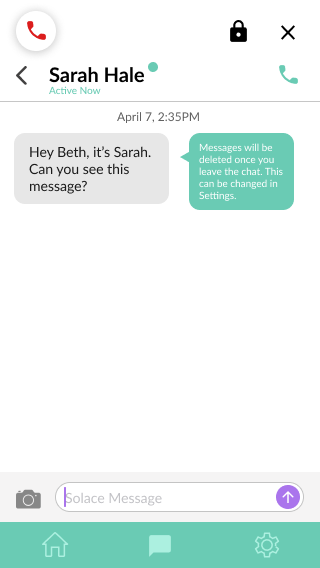 Sarah Hale
Active Now
April 7, 2:35PM
Hey Beth, it’s Sarah.
Can you see this
message?
Messages will be
deleted once you
leave the chat. This
can be changed in
Settings.
Solace Message